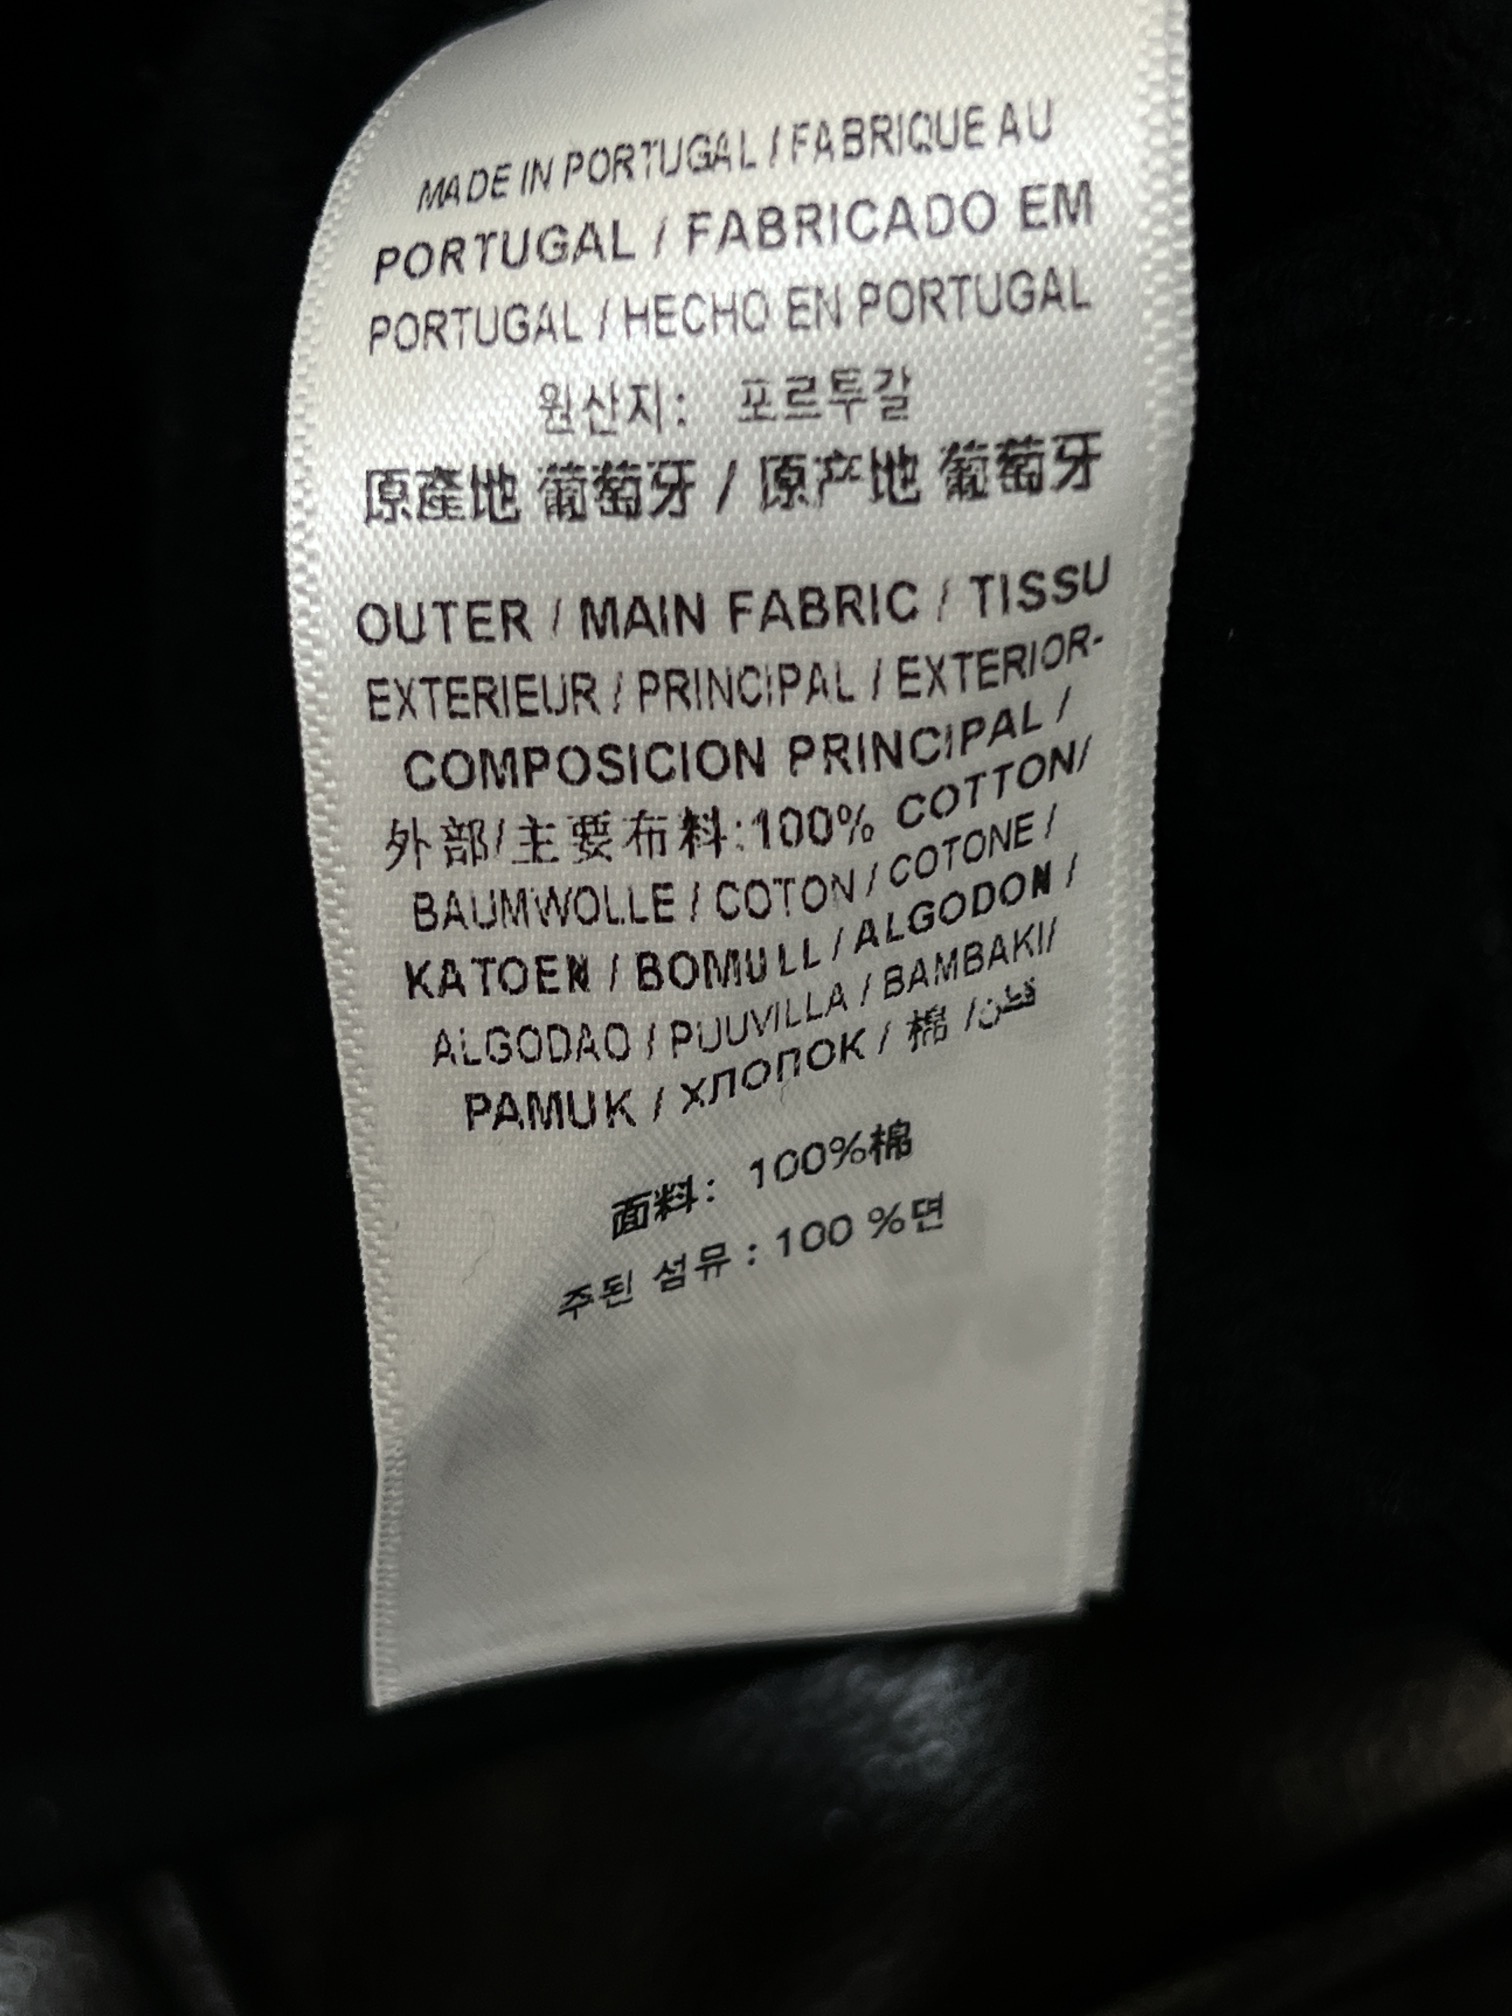 MADE IN PORTUGAL / FABRIQUE AU
PORTUGAL / FABRICADO EM
PORTUGAL / HECHO EN PORTUGAL
원산지: 포르투갈
原產地 葡萄牙 / 原产地 葡萄牙
OUTER / MAIN FABRIC / TISSU
EXTERIEUR / PRINCIPAL / EXTERIOR-
COMPOSICION PRINCIPAL /
外部/主要布料:100% COTTON/
BAUMWOLLE / COTON / COTONE /
KATOEN / BOMULL / ALGODON /
ALGODAO / PUUVILLA / BAMBAKI/
PAMUK / ХЛОПОК / 棉 /
面料: 100%棉
주된 섬유 : 100 %면